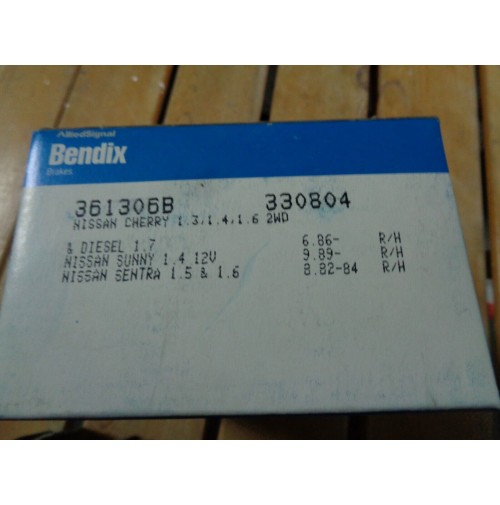 AlliedSignal
Bendix
Brakes
361306B 330804
NISSAN CHERRY 1.3,1.4,1.6 2WD
& DIESEL 1.7 6.86- R/H
NISSAN SUNNY 1.4 12V 9.89- R/H
NISSAN SENTRA 1.5 & 1.6 8.82-84 R/H